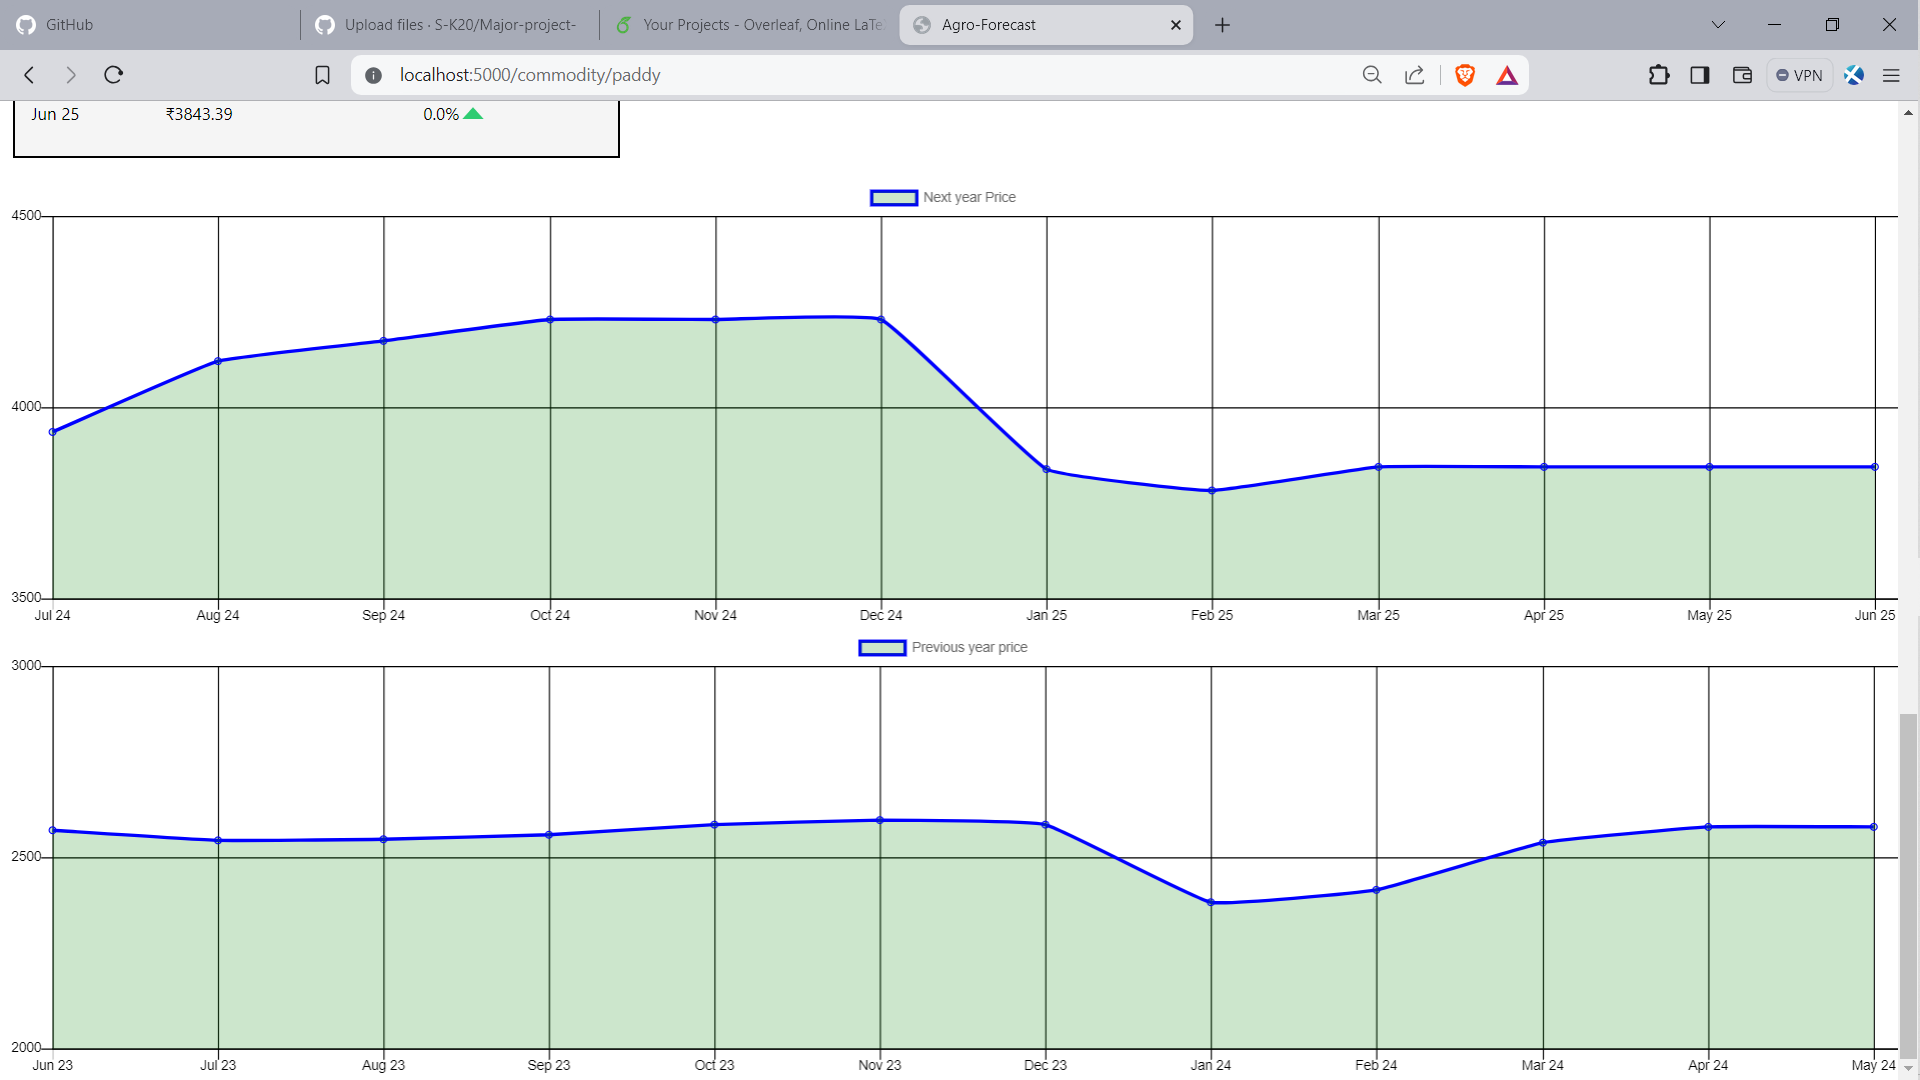 GitHub
Upload files · S-K20/Major-project-
Your Projects - Overleaf, Online LaTe
Agro-Forecast
localhost:5000/commodity/paddy
VPN
Jun 25 ₹3843.39 0.0%
Next year Price
4500
4000
3500
Jul 24 Aug 24 Sep 24 Oct 24 Nov 24 Dec 24 Jan 25 Feb 25 Mar 25 Apr 25 May 25 Jun 25
Previous year price
3000
2500
2000
Jun 23 Jul 23 Aug 23 Sep 23 Oct 23 Nov 23 Dec 23 Jan 24 Feb 24 Mar 24 Apr 24 May 24